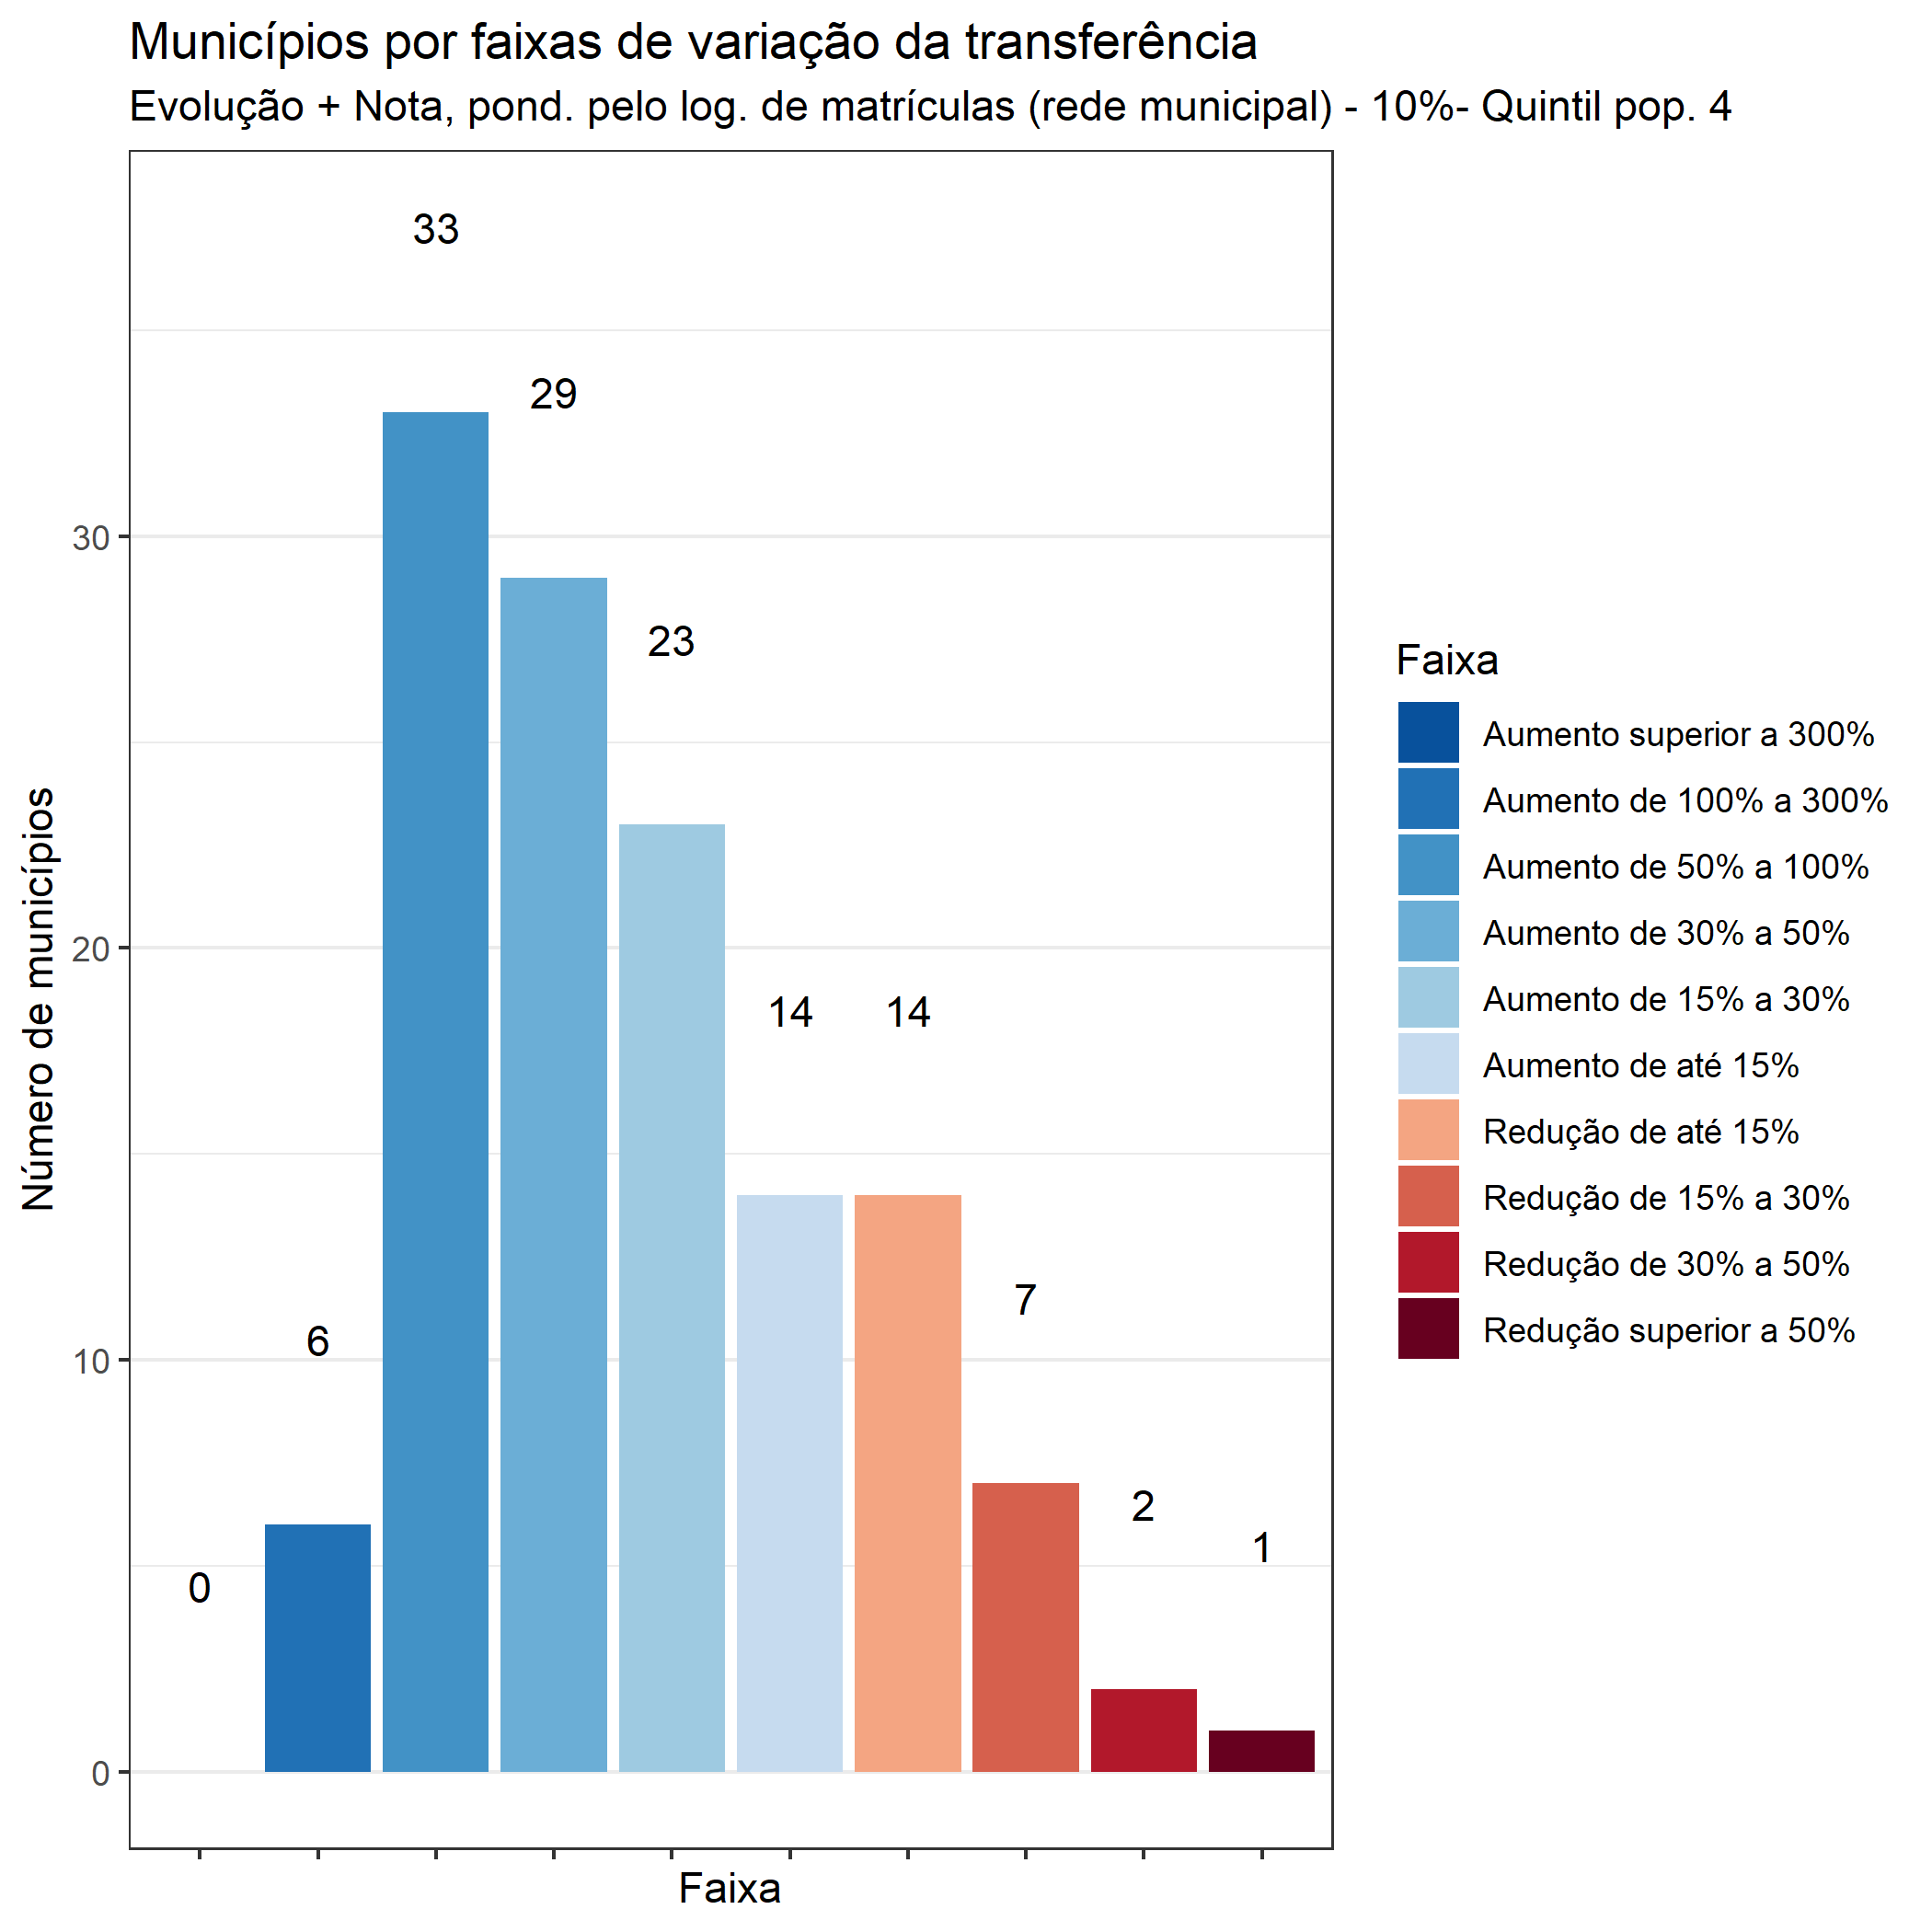 Municípios por faixas de variação da transferência
Evolução + Nota, pond. pelo log. de matrículas (rede municipal) - 10%- Quintil pop. 4
33
29
23
14
14
7
6
2
1
0
30
20
10
0
Número de municípios
Faixa
Faixa
Aumento superior a 300%
Aumento de 100% a 300%
Aumento de 50% a 100%
Aumento de 30% a 50%
Aumento de 15% a 30%
Aumento de até 15%
Redução de até 15%
Redução de 15% a 30%
Redução de 30% a 50%
Redução superior a 50%